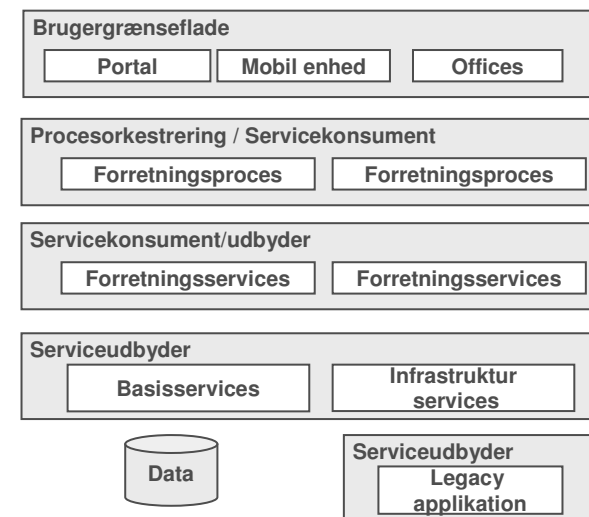 Brugergrænseflade
Portal
Mobil enhed
Offices
Procesorkestrering / Servicekonsument
Forretningsproces
Forretningsproces
Servicekonsument/udbyder
Forretningsservices
Forretningsservices
Serviceudbyder
Basisservices
Infrastruktur
services
Data
Serviceudbyder
Legacy
applikation